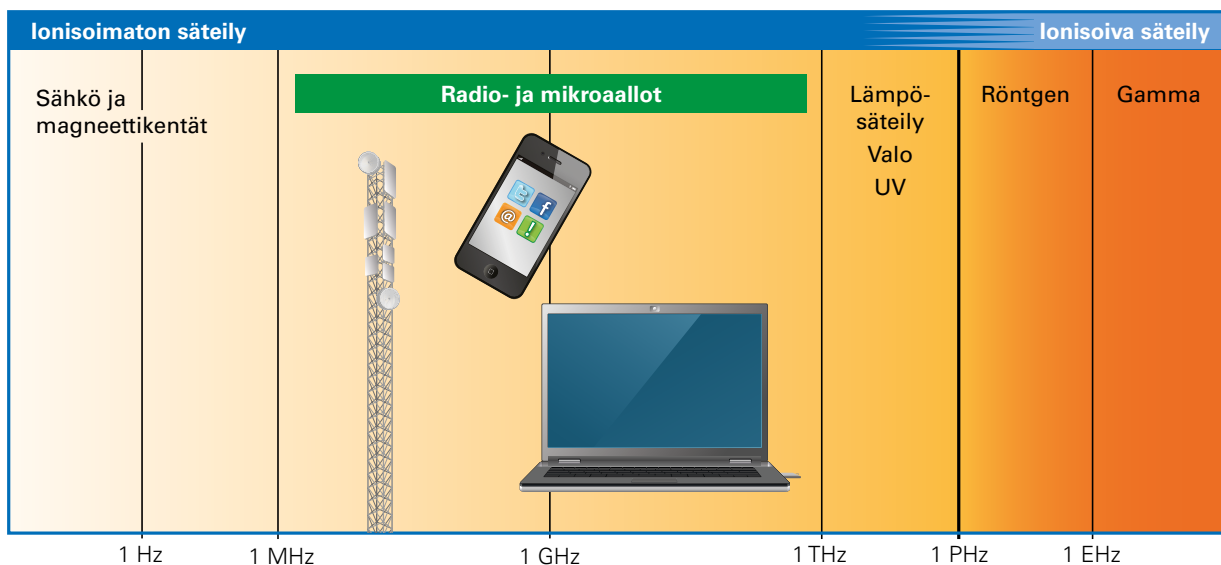 Ionisoimaton säteily
Ionisoiva säteily
Sähkö ja
magneettikentät
Radio- ja mikroaallot
Lämpö-
säteily
Valo
UV
Röntgen
Gamma
@
f
!
1 Hz
1 MHz
1 GHz
1 THz
1 PHz
1 EHz